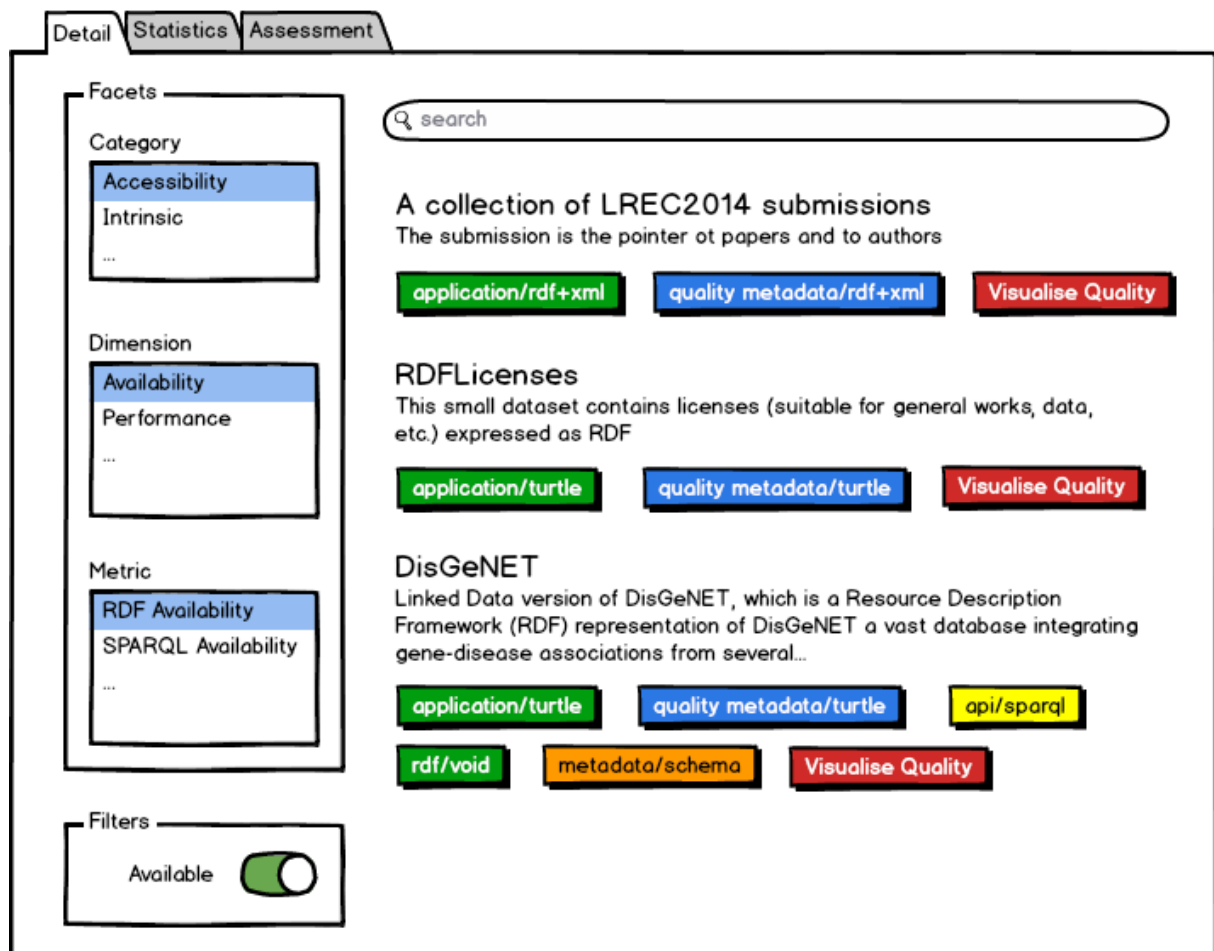 Detail
Statistics
Assessment
Facets
Category
Accessibility
Intrinsic
...
Dimension
Availability
Performance
...
Metric
RDF Availability
SPARQL Availability
...
Filters
Available
search
A collection of LREC2014 submissions
The submission is the pointer ot papers and to authors
application/rdf+xml
quality metadata/rdf+xml
Visualise Quality
RDFLicenses
This small dataset contains licenses (suitable for general works, data,
etc.) expressed as RDF
application/turtle
quality metadata/turtle
Visualise Quality
DisGeNET
Linked Data version of DisGeNET, which is a Resource Description
Framework (RDF) representation of DisGeNET a vast database integrating
gene-disease associations from several...
application/turtle
quality metadata/turtle
api/sparql
rdf/void
metadata/schema
Visualise Quality